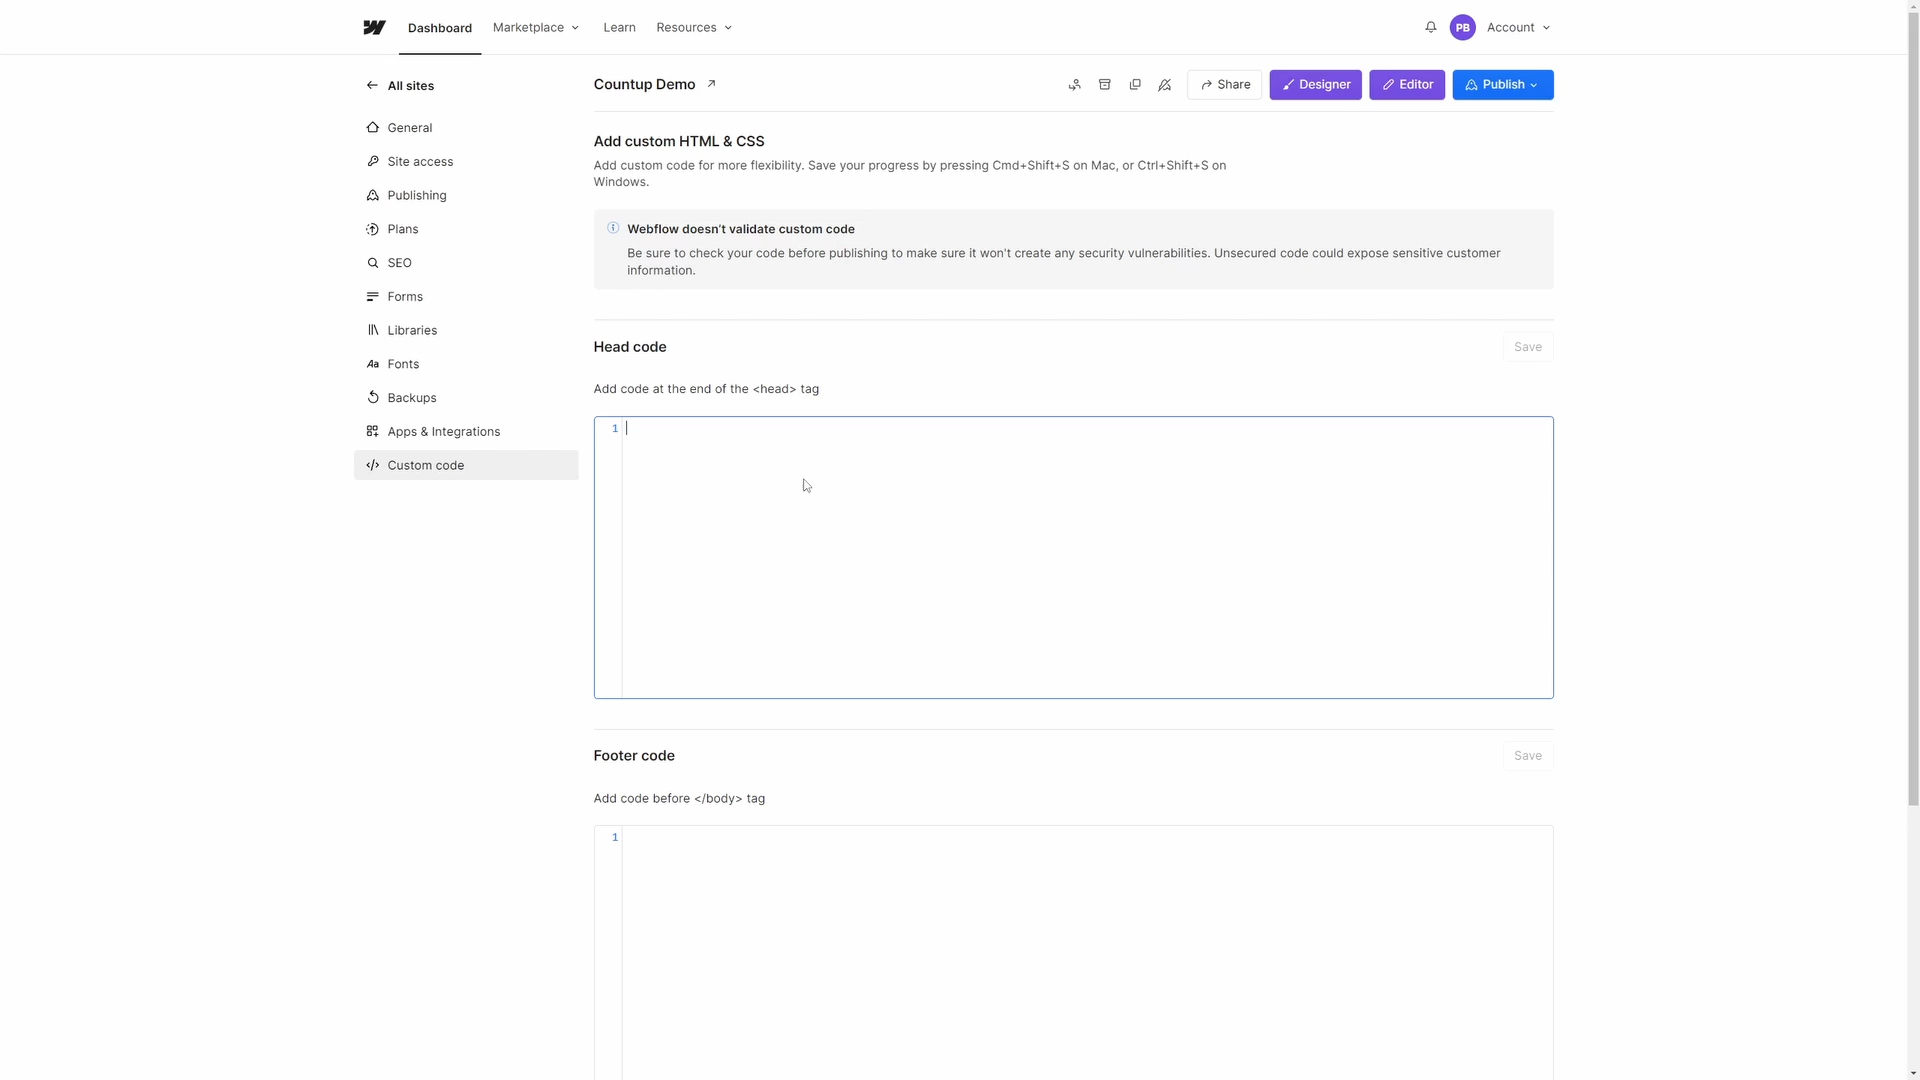 Dashboard
Marketplace
Learn
Resources
PB
Account
All sites
General
Site access
Publishing
Plans
SEO
Forms
Libraries
Aa Fonts
Backups
Apps & Integrations
</> Custom code
Countup Demo
Share
Designer
Editor
Publish
Add custom HTML & CSS
Add custom code for more flexibility. Save your progress by pressing Cmd+Shift+S on Mac, or Ctrl+Shift+S on
Windows.
Webflow doesn't validate custom code
Be sure to check your code before publishing to make sure it won't create any security vulnerabilities. Unsecured code could expose sensitive customer
information.
Head code
Save
Add code at the end of the <head> tag
1
Footer code
Save
Add code before </body> tag
1